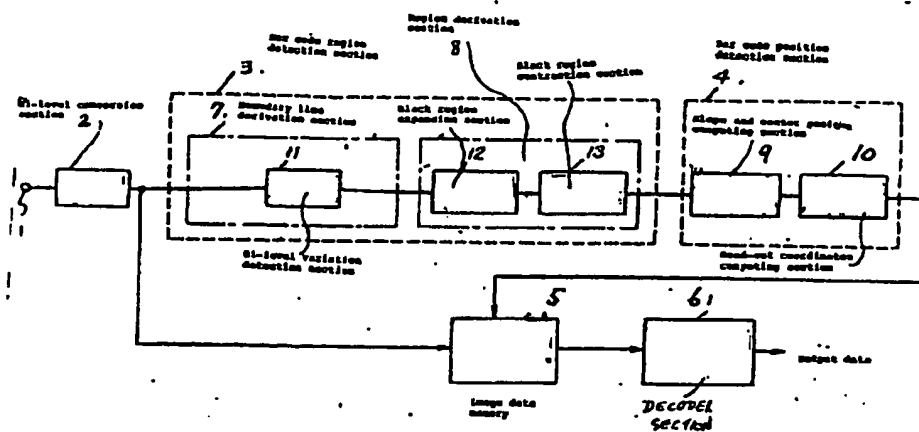 Bar code region
detection section
3.
Region derivation
section
8
Black region
contraction section
Bar code position
detection section
4.
Bi-level conversion
section
2,
7.
Boundary line
derivation section
Black region
expansion section
Slope and center position
computing section
11
12
13
9
10
1
Bi-level variation
detection section
Read-out coordinates
computing section
5
6,
Output data
Image data
memory
DECODER
SECTION